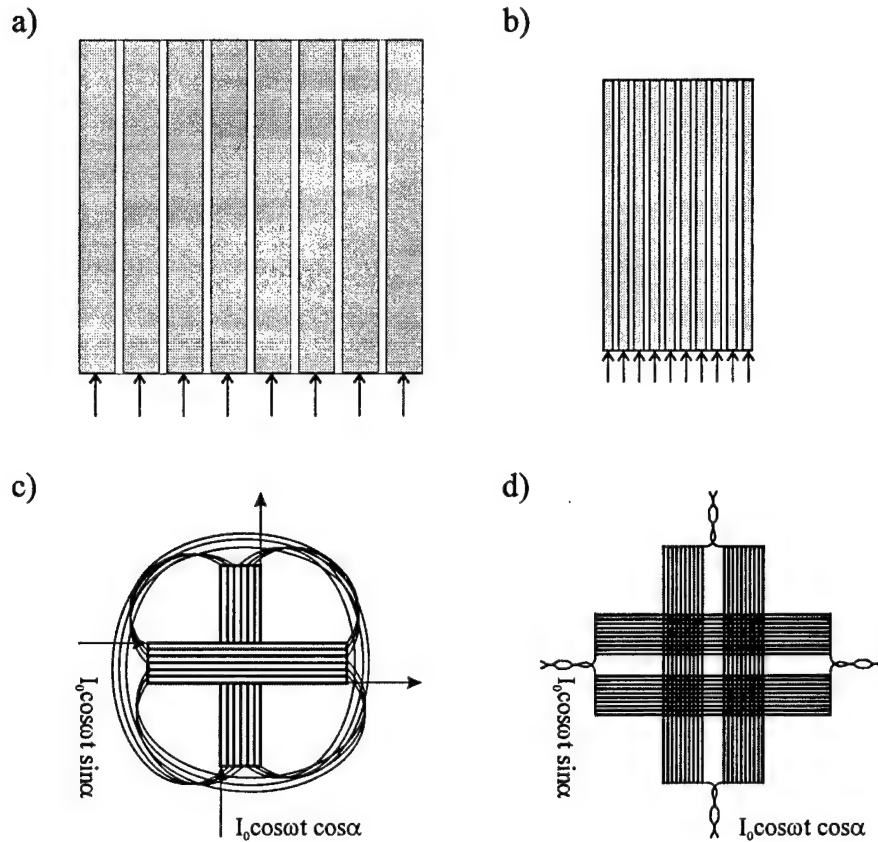 a)
b)
c)
d)
I₀cosωt sinα
I₀cosωt cosα
I₀cosωt sinα
I₀cosωt cosα